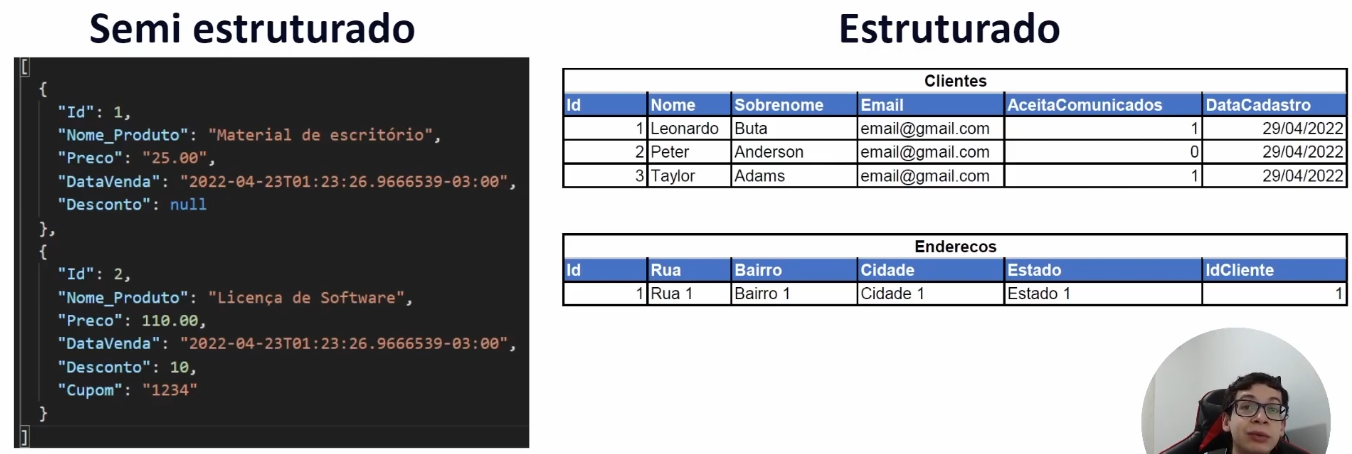 Semi estruturado
[
{
"Id": 1,
"Nome_Produto": "Material de escritório",
"Preco": "25.00",
"DataVenda": "2022-04-23T01:23:26.9666539-03:00",
"Desconto": null
},
{
"Id": 2,
"Nome_Produto": "Licença de Software",
"Preco": 110.00,
"DataVenda": "2022-04-23T01:23:26.9666539-03:00",
"Desconto": 10,
"Cupom": "1234"
}
]
Estruturado
Clientes
Id Nome Sobrenome Email AceitaComunicados DataCadastro
1 Leonardo Buta email@gmail.com 1 29/04/2022
2 Peter Anderson email@gmail.com 0 29/04/2022
3 Taylor Adams email@gmail.com 1 29/04/2022
Enderecos
Id Rua Bairro Cidade Estado IdCliente
1 Rua 1 Bairro 1 Cidade 1 Estado 1 1